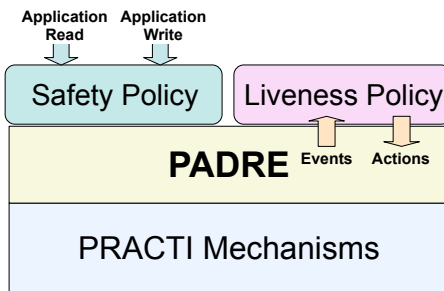 Application
Read
Application
Write
Safety Policy
Liveness Policy
PADRE
Events
Actions
PRACTI Mechanisms